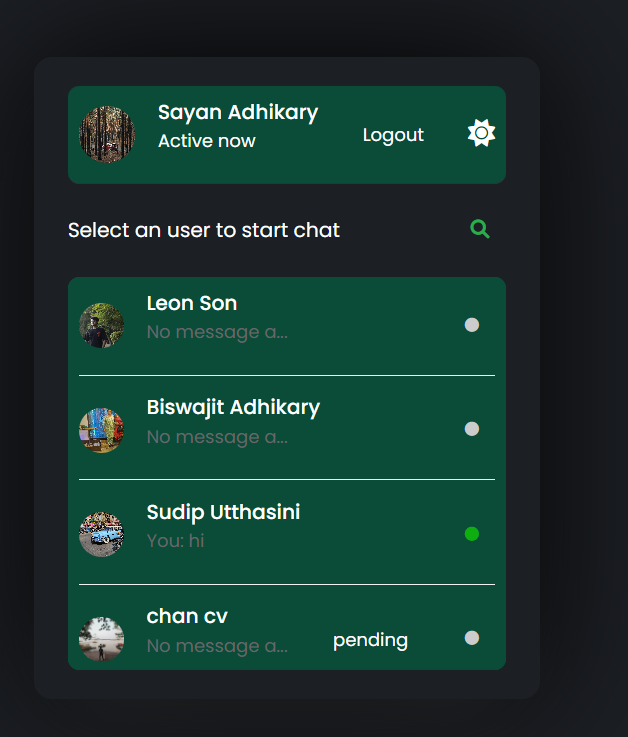 Sayan Adhikary
Active now
Logout
Select an user to start chat
Leon Son
No message a...
Biswajit Adhikary
No message a...
Sudip Utthasini
You: hi
chan cv
No message a...
pending